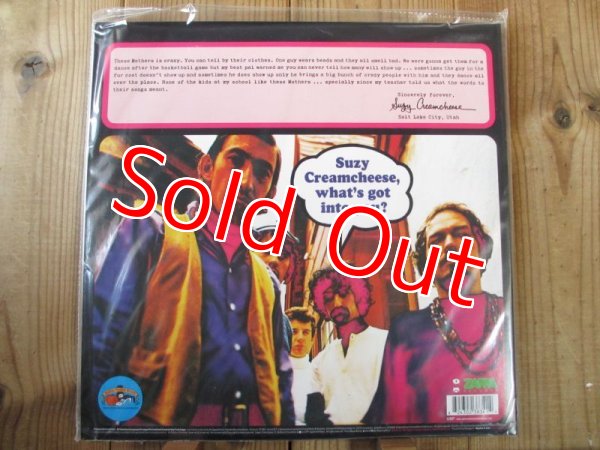 These Mothers is crazy. You can tell by their clothes. One guy wears beads and they all smell bad. We were gonna get them for a
dance after the basketball game but my best pal warned me you can never tell how many will show up ... sometimes the guy in the
fur coat doesn't show up and sometimes he does show up only he brings a big bunch of crazy people with him and they dance all
over the place. None of the kids at my school like these Mothers ... specially since my teacher told us what the words to
their songs meant.
Sincerely forever,
Suzy Creamcheese
Salt Lake City, Utah
Suzy
Creamcheese,
what's got
into you?
Sold Out
ZAPPA